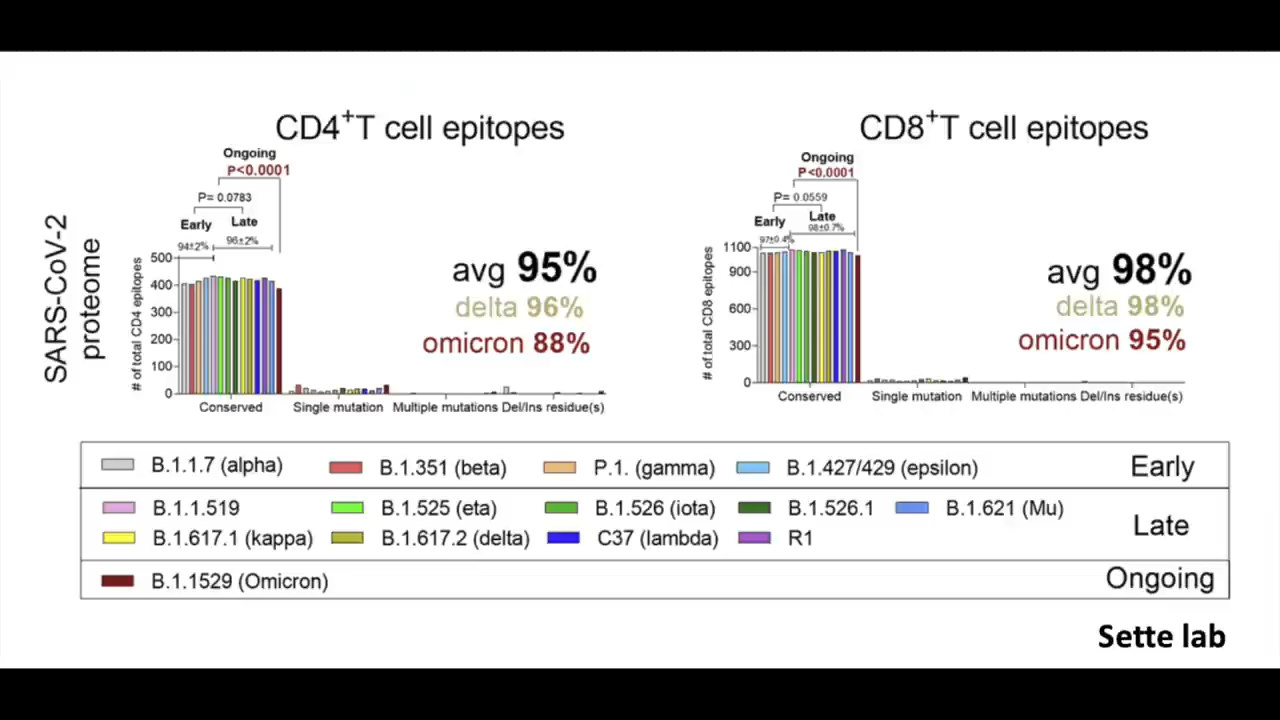 CD4+T cell epitopes
Ongoing
P<0.0001
P= 0.0783
Early Late
94±2% 96±2%
SARS-CoV-2
proteome
# of total CD4 epitopes
500
400
300
200
100
0
Conserved Single mutation Multiple mutations Del/Ins residue(s)
avg 95%
delta 96%
omicron 88%
CD8+T cell epitopes
Ongoing
P<0.0001
P= 0.0559
Early Late
97±0.4% 98±0.7%
# of total CD8 epitopes
1100
900
600
300
0
Conserved Single mutation Multiple mutations Del/Ins residue(s)
avg 98%
delta 98%
omicron 95%
B.1.1.7 (alpha) B.1.351 (beta) P.1. (gamma) B.1.427/429 (epsilon) Early
B.1.1.519 B.1.525 (eta) B.1.526 (iota) B.1.526.1 B.1.621 (Mu)
Late
B.1.617.1 (kappa) B.1.617.2 (delta) C37 (lambda) R1
B.1.1529 (Omicron) Ongoing
Sette lab